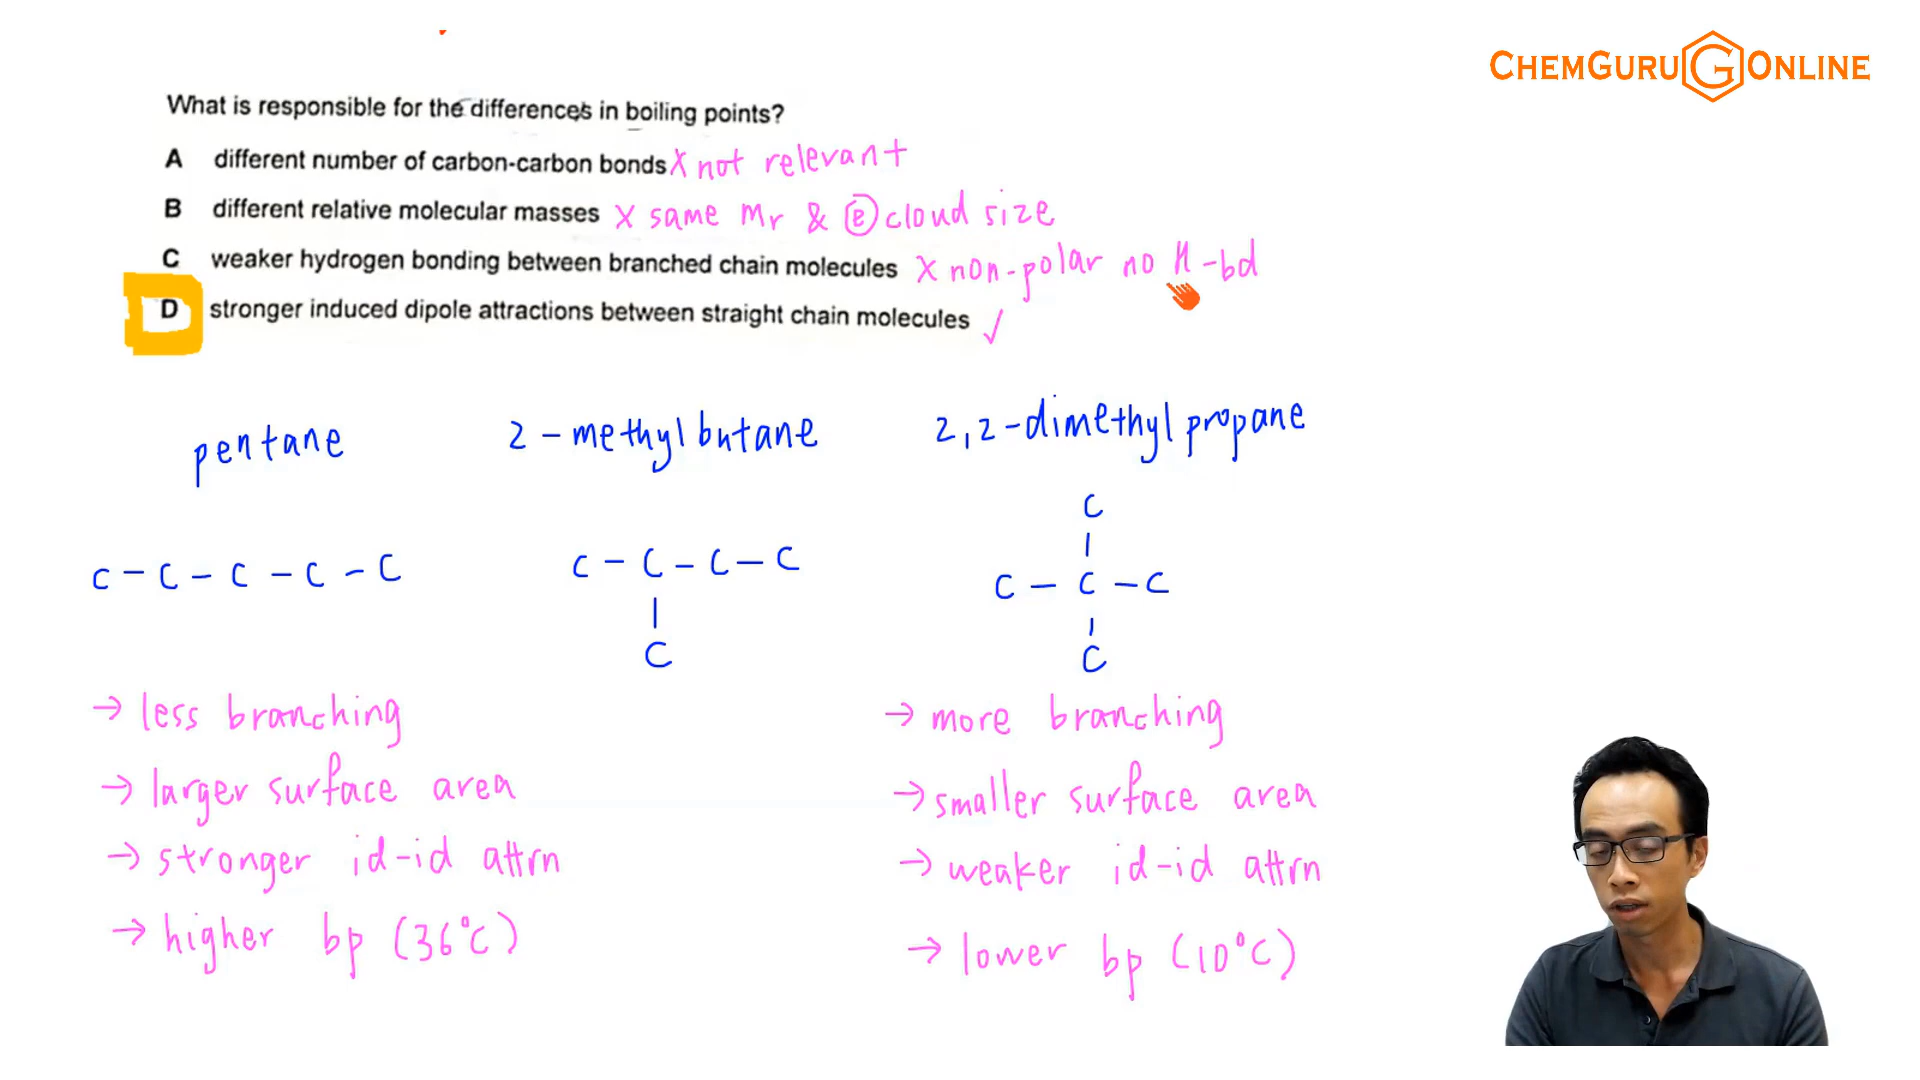 CHEMGURU G ONLINE
What is responsible for the differences in boiling points?
A different number of carbon-carbon bonds X not relevant
B different relative molecular masses X same Mr & ⓔ cloud size
C weaker hydrogen bonding between branched chain molecules X non-polar no H-bd
D stronger induced dipole attractions between straight chain molecules ✓
pentane 2-methylbutane 2,2-dimethylpropane
C
|
C - C - C - C - C
C - C - C - C
C - C - C
|
|
C
C
→ less branching
→ more branching
→ larger surface area
→ smaller surface area
→ stronger id-id attrn
→ weaker id-id attrn
→ higher bp (36°C)
→ lower bp (10°C)